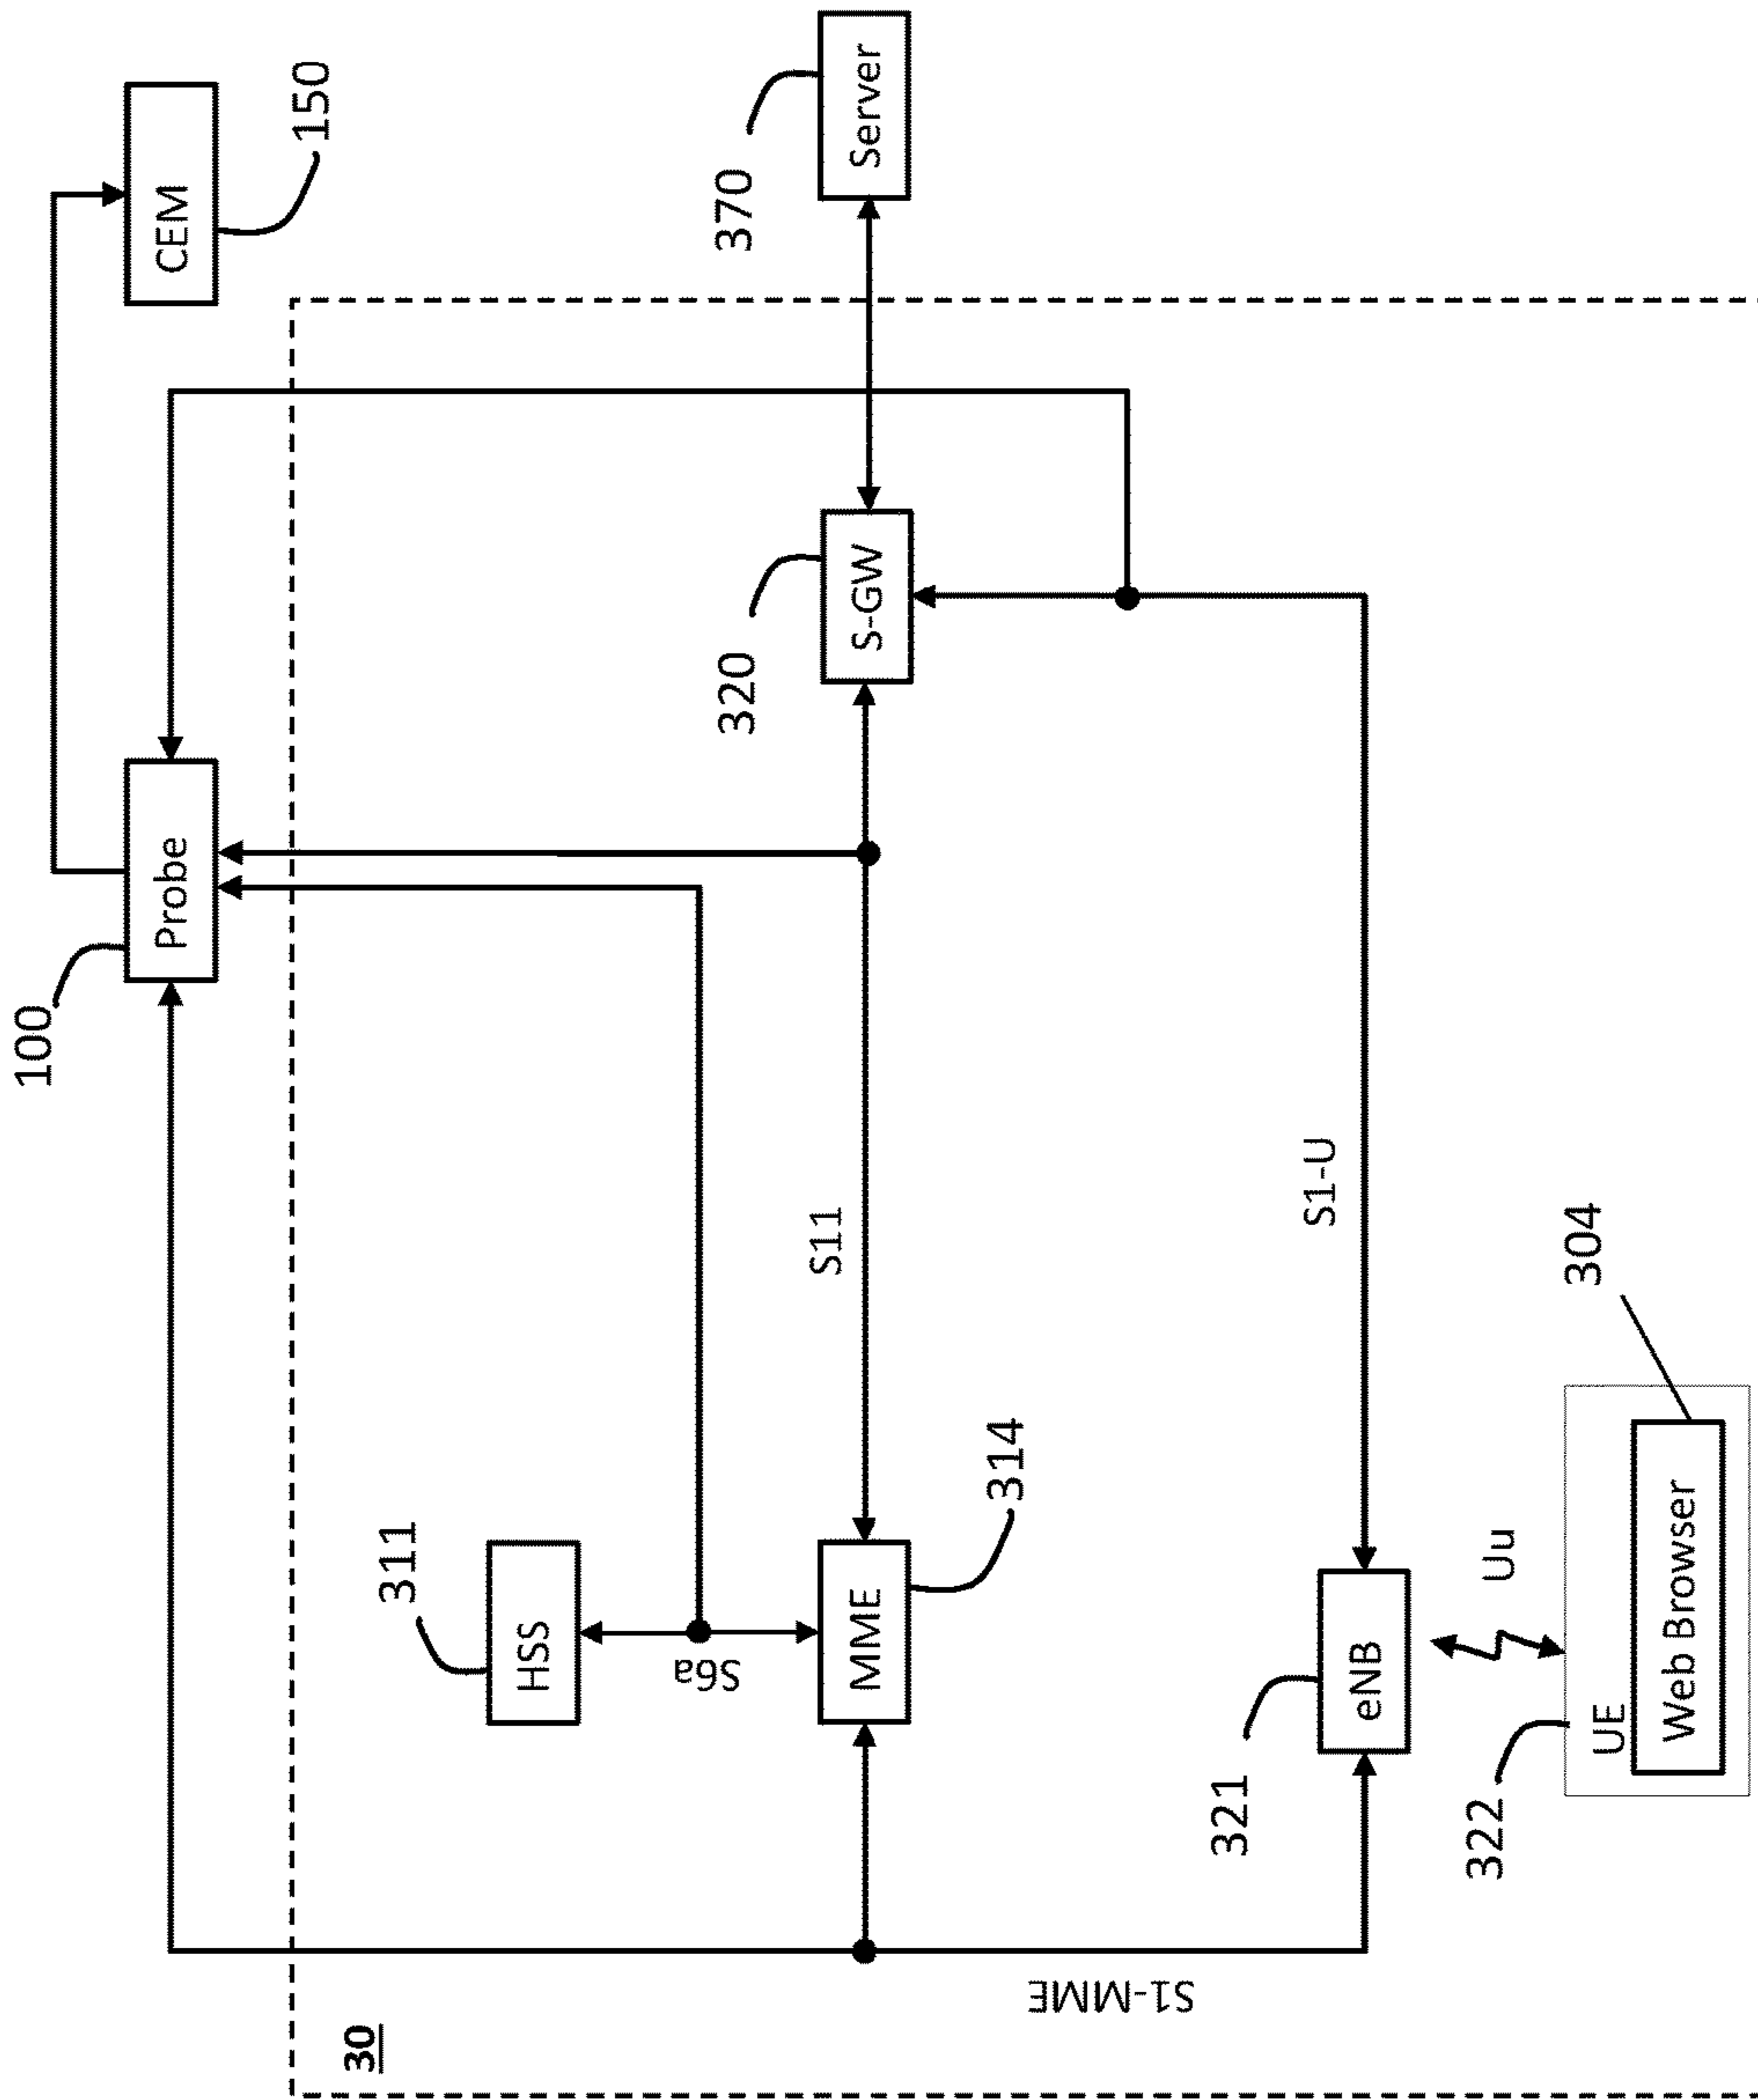 100
Probe
CEM
150
30
311
HSS
S6a
MME
314
S11
320
S-GW
370
Server
S1-MME
321
eNB
S1-U
Uu
322
UE
Web Browser
304